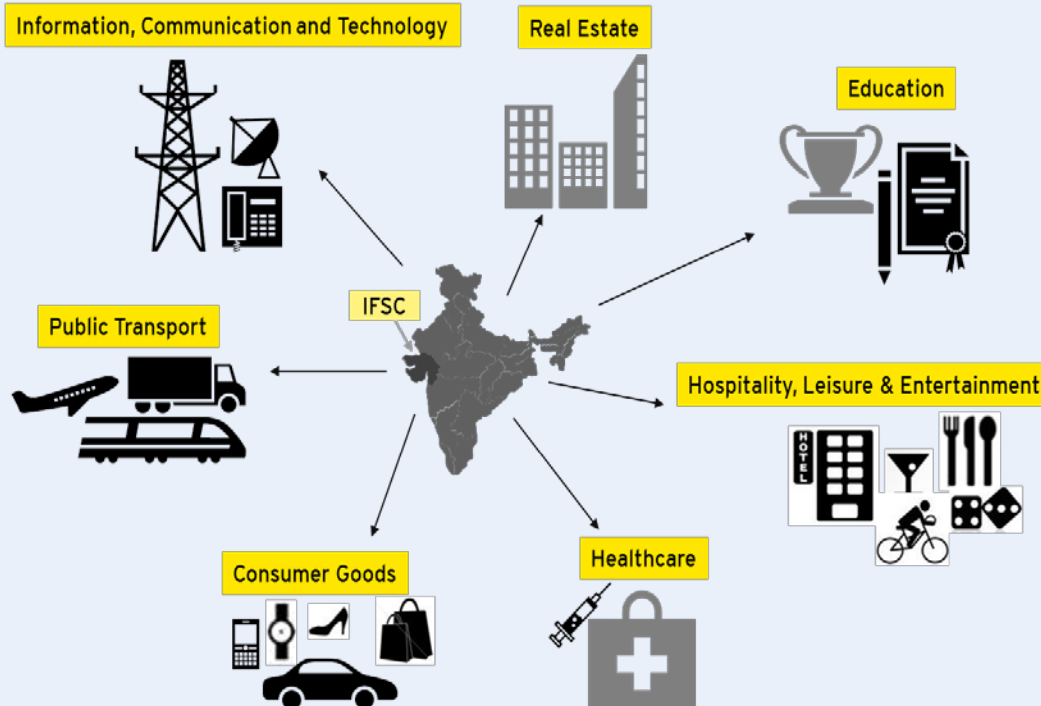 Information, Communication and Technology
Real Estate
Education
IFSC
Public Transport
Hospitality, Leisure & Entertainment
HOTEL
Consumer Goods
Healthcare